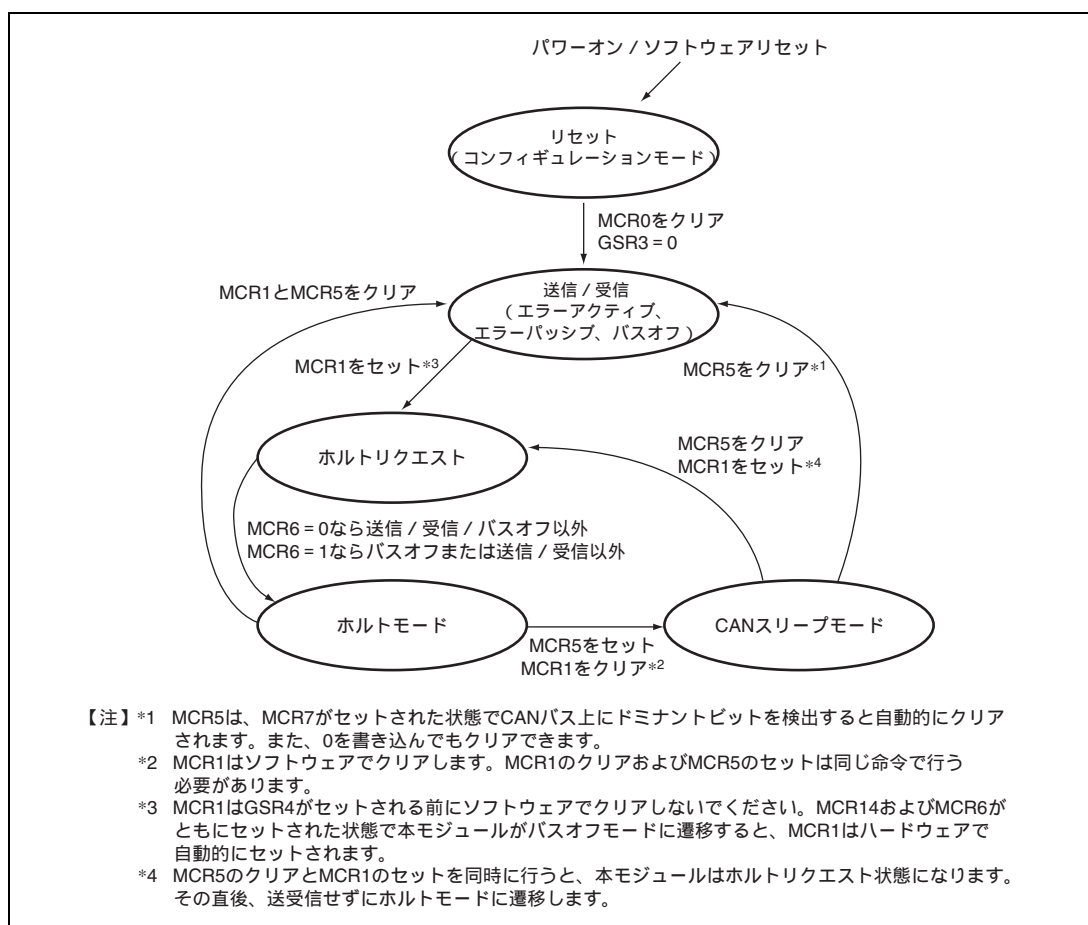 パワーオン / ソフトウェアリセット
リセット
( コンフィギュレーションモード )
MCR0をクリア
GSR3 = 0
MCR1とMCR5をクリア
送信 / 受信
( エラーアクティブ、
エラーパッシブ、バスオフ )
MCR1をセット*3
MCR5をクリア*1
ホルトリクエスト
MCR5をクリア
MCR1をセット*4
MCR6 = 0なら送信 / 受信 / バスオフ以外
MCR6 = 1ならバスオフまたは送信 / 受信以外
ホルトモード
CANスリープモード
MCR5をセット
MCR1をクリア*2
【注】*1 MCR5は、MCR7がセットされた状態でCANバス上にドミナントビットを検出すると自動的にクリア
されます。また、0を書き込んでもクリアできます。
*2 MCR1はソフトウェアでクリアします。MCR1のクリアおよびMCR5のセットは同じ命令で行う
必要があります。
*3 MCR1はGSR4がセットされる前にソフトウェアでクリアしないでください。MCR14およびMCR6が
ともにセットされた状態で本モジュールがバスオフモードに遷移すると、MCR1はハードウェアで
自動的にセットされます。
*4 MCR5のクリアとMCR1のセットを同時に行うと、本モジュールはホルトリクエスト状態になります。
その直後、送受信せずにホルトモードに遷移します。